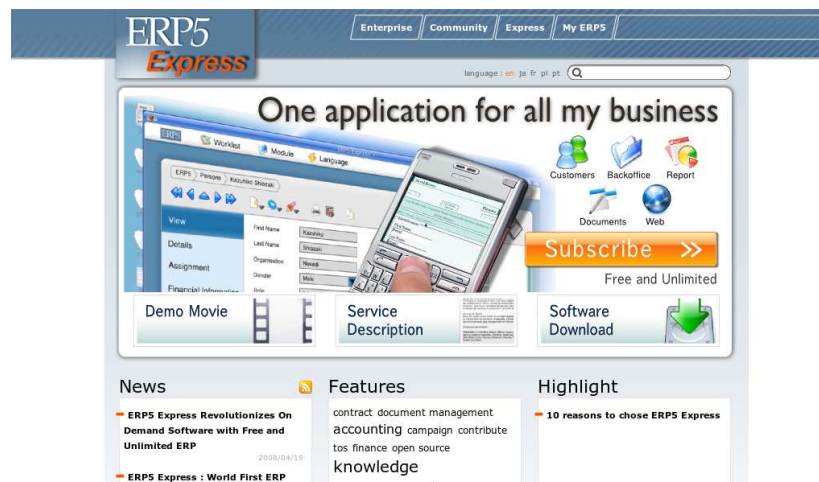 ERP5
Express
Enterprise
Community
Express
My ERP5
language : en ja fr pl pt
One application for all my business
ERP5
Worklist
Module
Language
ERP5
Persons
Kazuhiko Shiozaki
View
Details
Assignment
Financial Information
First Name
Kazuhiko
Last Name
Shiozaki
Organisation
Nexedi
Gender
Male
Role
Customers
Backoffice
Report
Documents
Web
Subscribe >>
Free and Unlimited
Demo Movie
Service
Description
Software
Download
News
ERP5 Express Revolutionizes On
Demand Software with Free and
Unlimited ERP
2008/04/15
ERP5 Express : World First ERP
Features
contract document management
accounting campaign contribute
tos finance open source
knowledge
Highlight
10 reasons to chose ERP5 Express